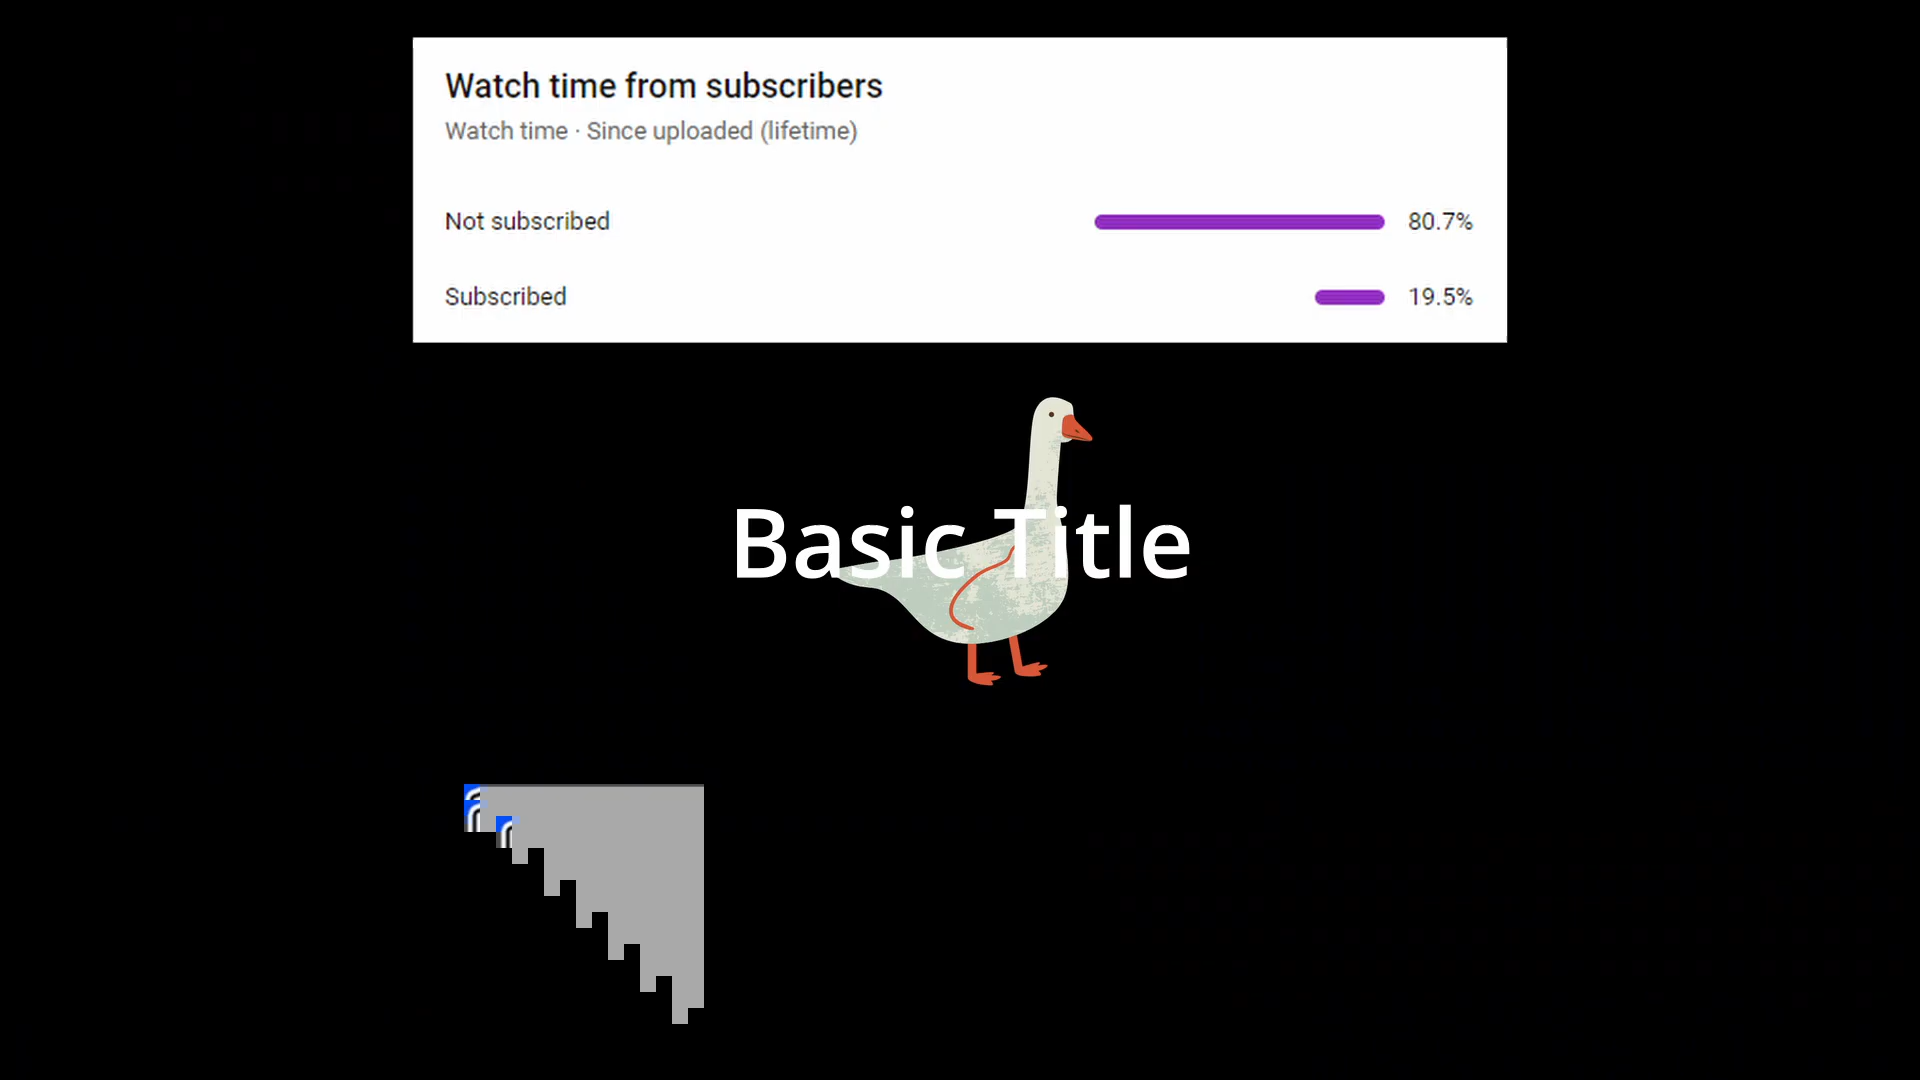 Watch time from subscribers
Watch time · Since uploaded (lifetime)
Not subscribed 80.7%
Subscribed 19.5%
Basic Title